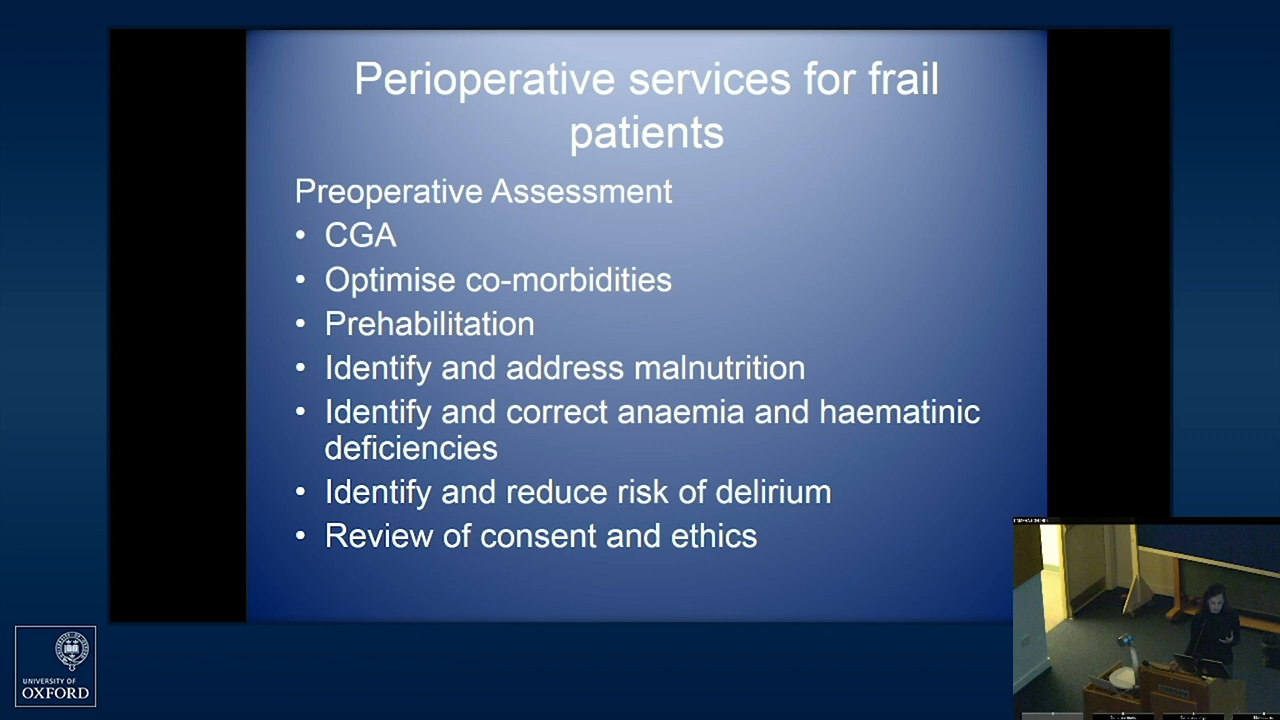 Perioperative services for frail
patients
Preoperative Assessment
• CGA
• Optimise co-morbidities
• Prehabilitation
• Identify and address malnutrition
• Identify and correct anaemia and haematinic
deficiencies
• Identify and reduce risk of delirium
• Review of consent and ethics
UNIVERSITY OF
OXFORD